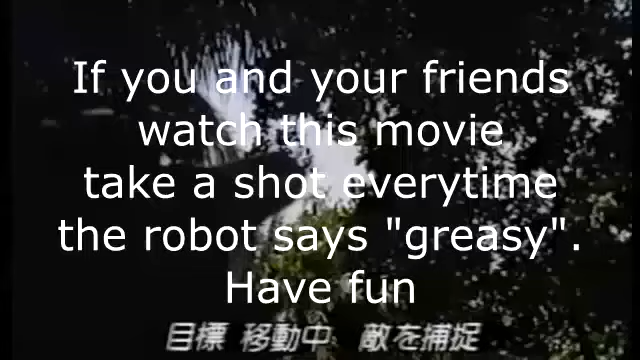 If you and your friends
watch this movie
take a shot everytime
the robot says "greasy".
Have fun
目標 移動中 敵を捕捉